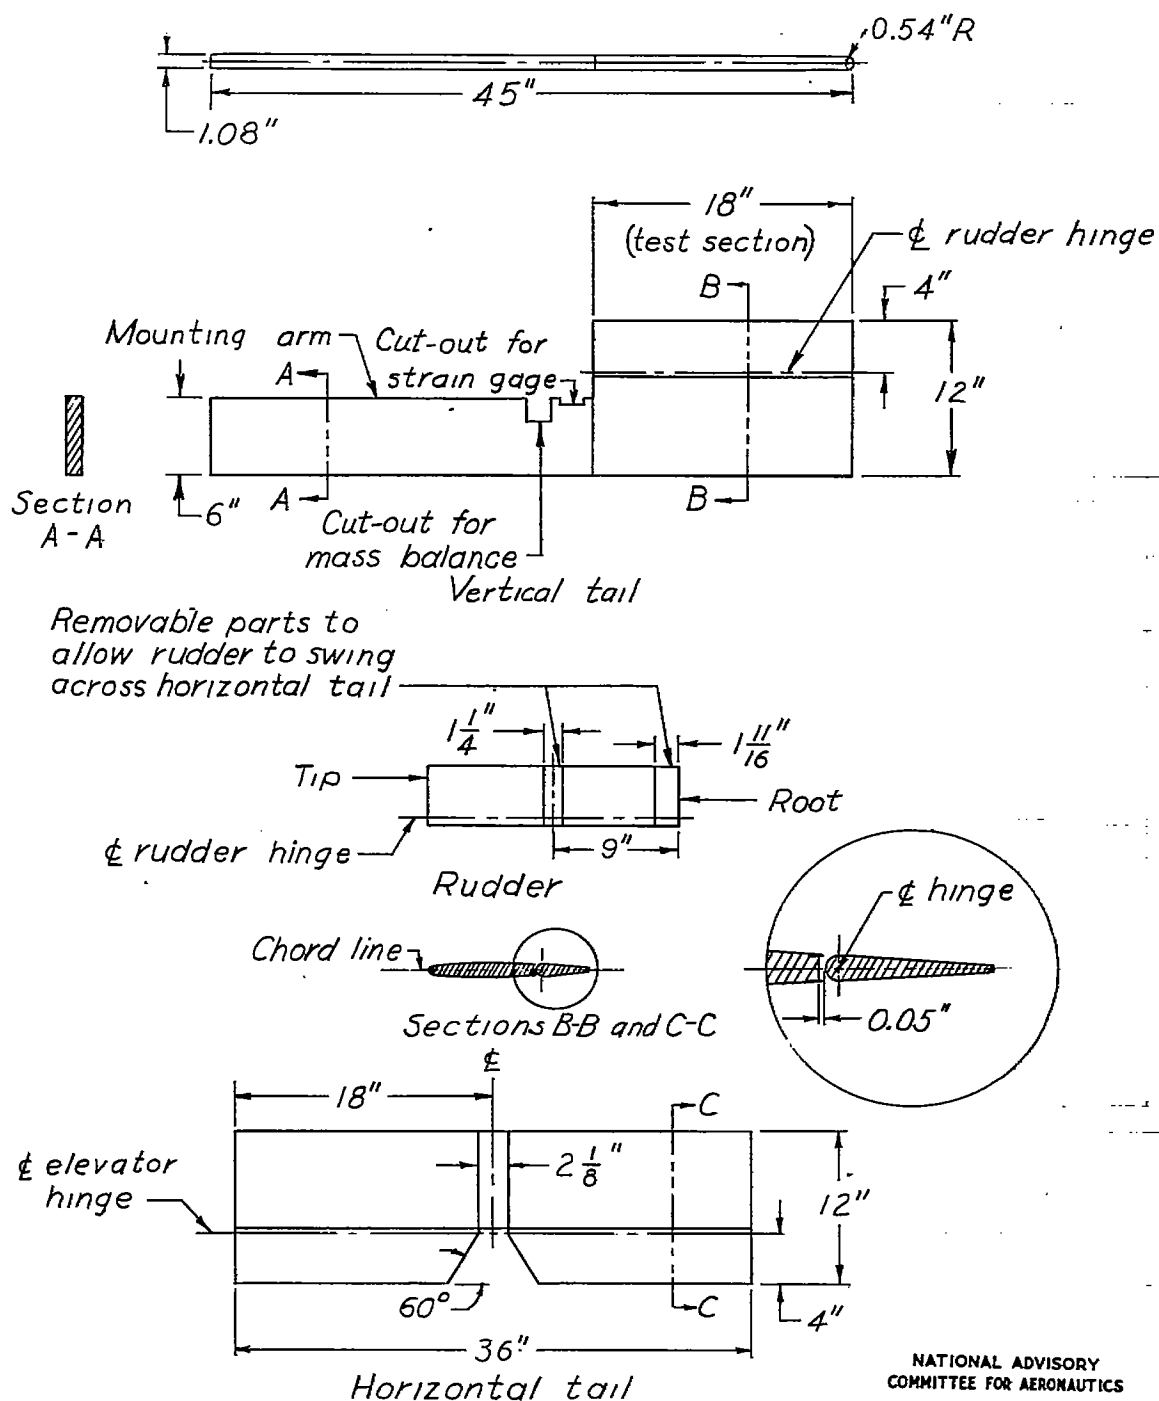 0.54"R
45"
1.08"
18"
(test section)
℄ rudder hinge
B
4"
Mounting arm
Cut-out for
strain gage
A
12"
Section
A-A
6"
A
B
Cut-out for
mass balance
Vertical tail
Removable parts to
allow rudder to swing
across horizontal tail
1 1/4"
1 11/16"
Tip
Root
℄ rudder hinge
9"
Rudder
℄ hinge
Chord line
0.05"
Sections B-B and C-C
℄
18"
C
℄ elevator
hinge
2 1/8"
12"
60°
C
4"
36"
Horizontal tail
NATIONAL ADVISORY
COMMITTEE FOR AERONAUTICS